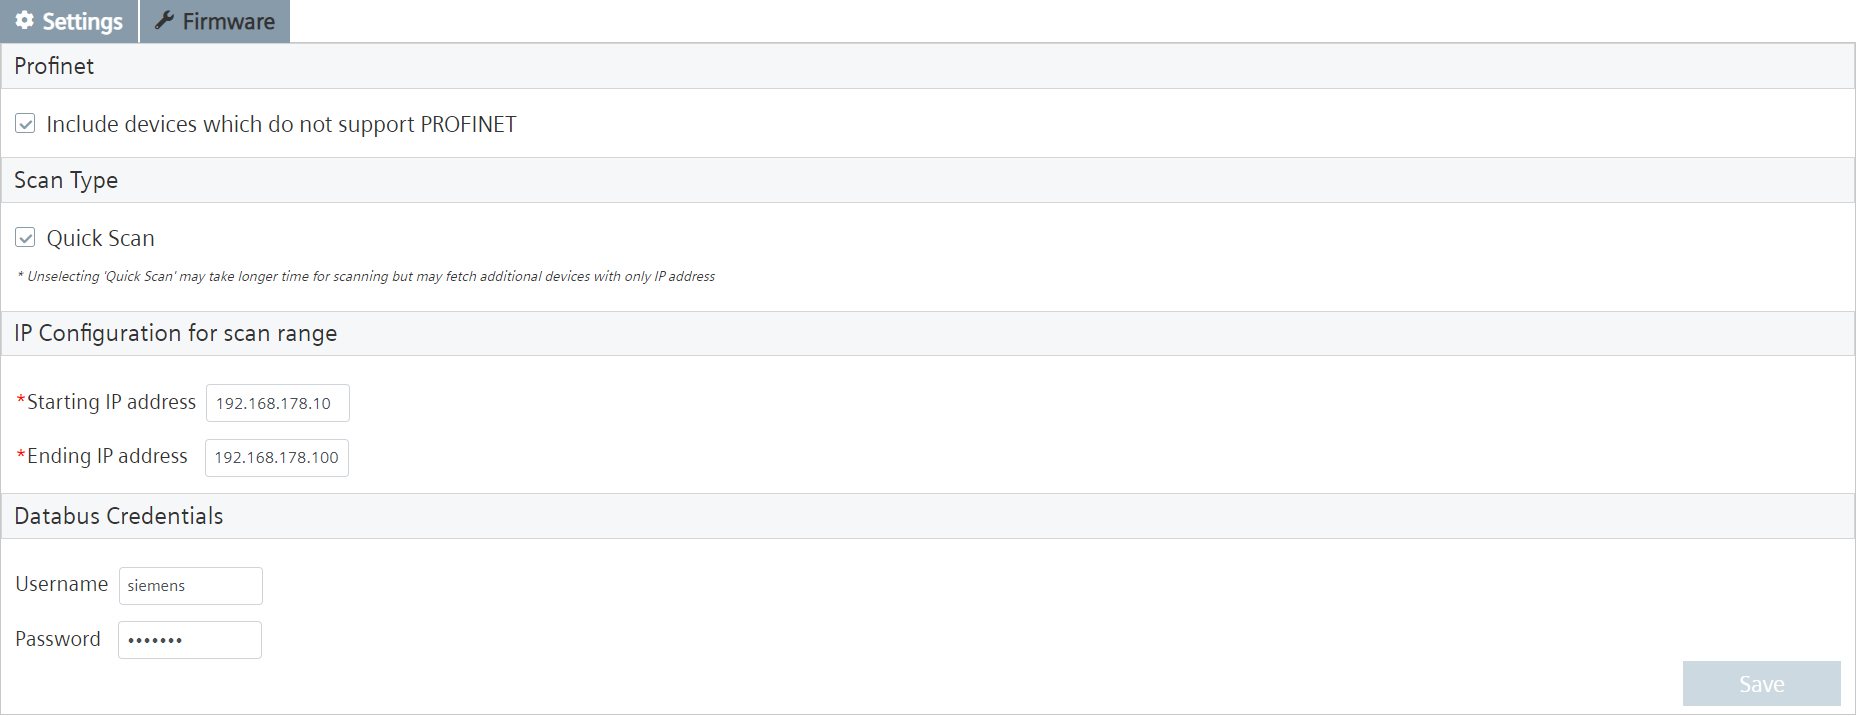 Settings
Firmware
Profinet
Include devices which do not support PROFINET
Scan Type
Quick Scan
* Unselecting 'Quick Scan' may take longer time for scanning but may fetch additional devices with only IP address
IP Configuration for scan range
*Starting IP address 192.168.178.10
*Ending IP address 192.168.178.100
Databus Credentials
Username siemens
Password •••••••
Save